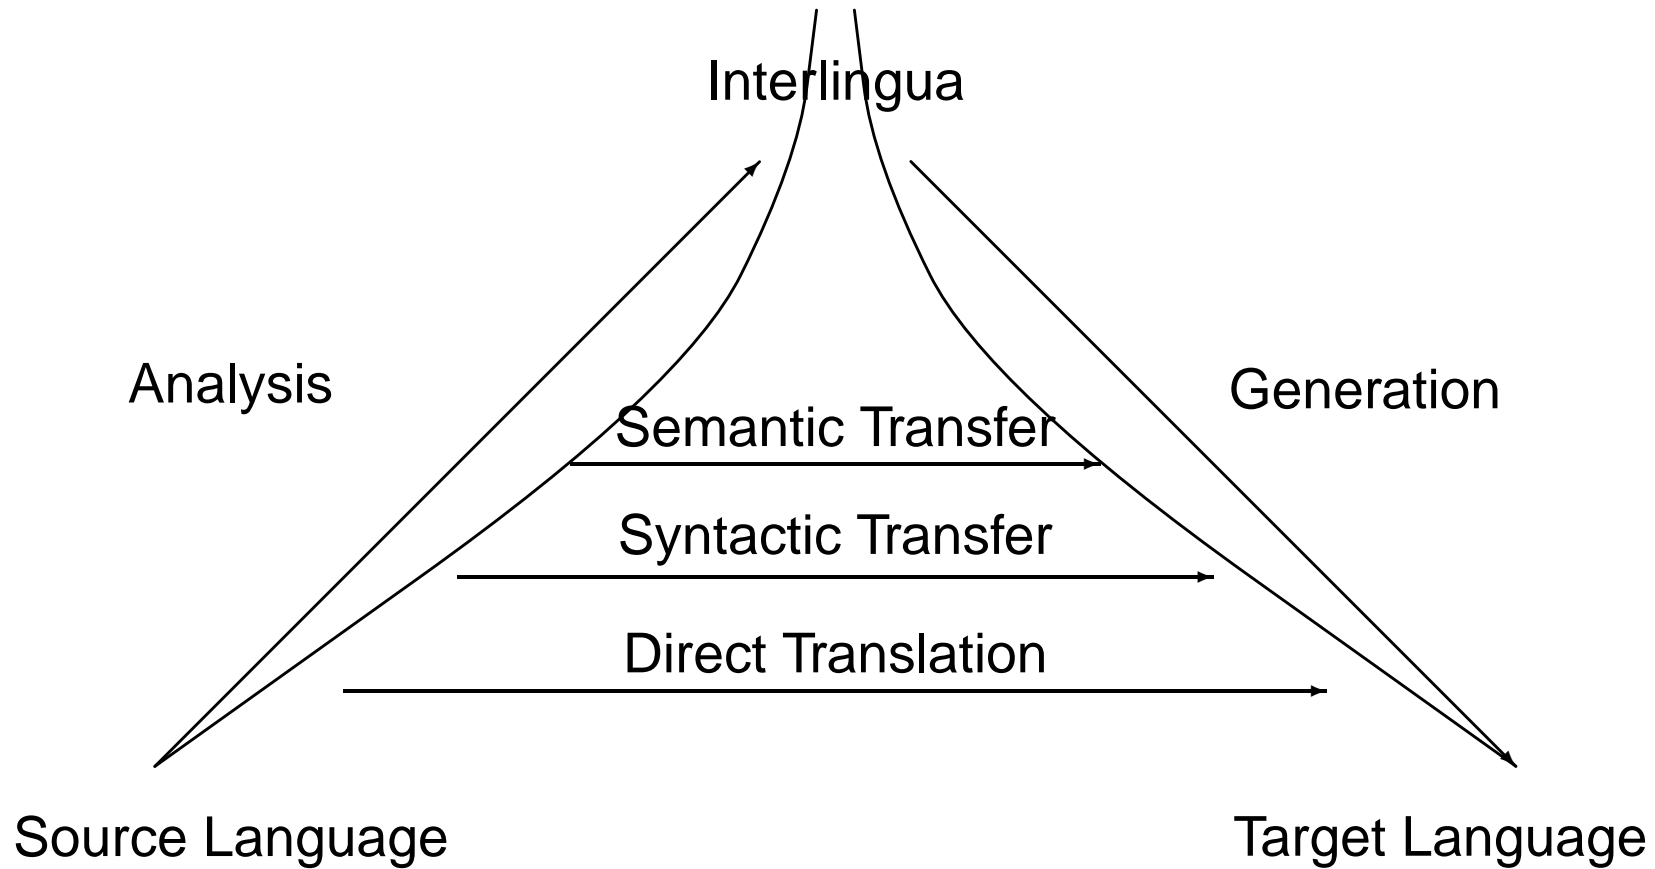 Interlingua
Analysis
Generation
Semantic Transfer
Syntactic Transfer
Direct Translation
Source Language
Target Language